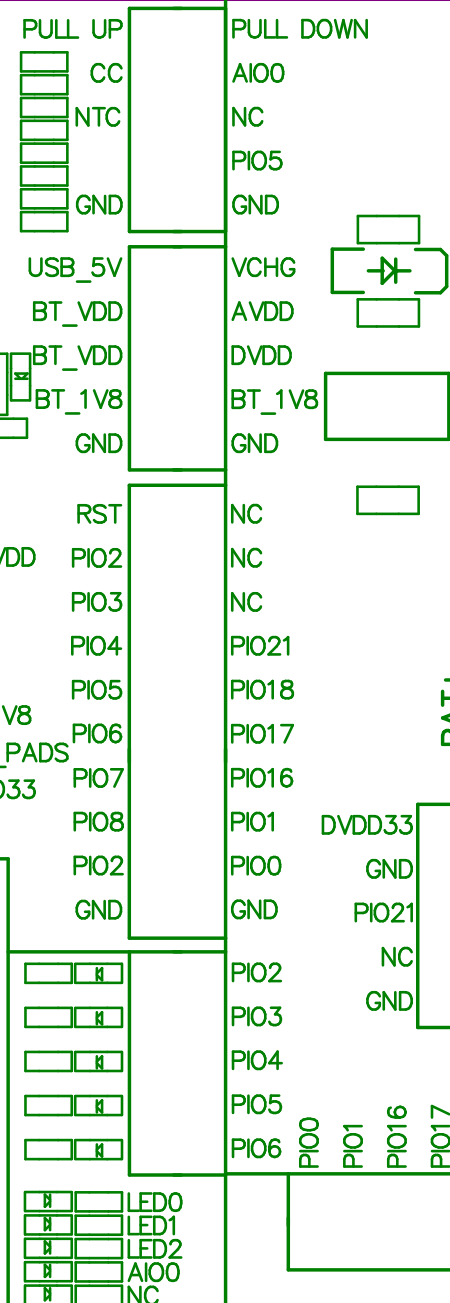 PULL UP PULL DOWN
CC AIO0
NTC NC
PIO5
GND GND
USB_5V VCHG
BT_VDD AVDD
BT_VDD DVDD
BT_1V8 BT_1V8
GND GND
RST NC
VDD PIO2 NC
PIO3 NC
PIO4 PIO21
PIO5 PIO18
V8
PIO6 PIO17
_PADS
PIO7 PIO16
D33
PIO8 PIO1
DVDD33
PIO2 PIO0
GND
GND GND
PIO21
NC
PIO2
GND
PIO3
PIO4
PIO5
PIO6
PIO0
PIO1
PIO16
PIO17
LED0
LED1
LED2
AIO0
NC